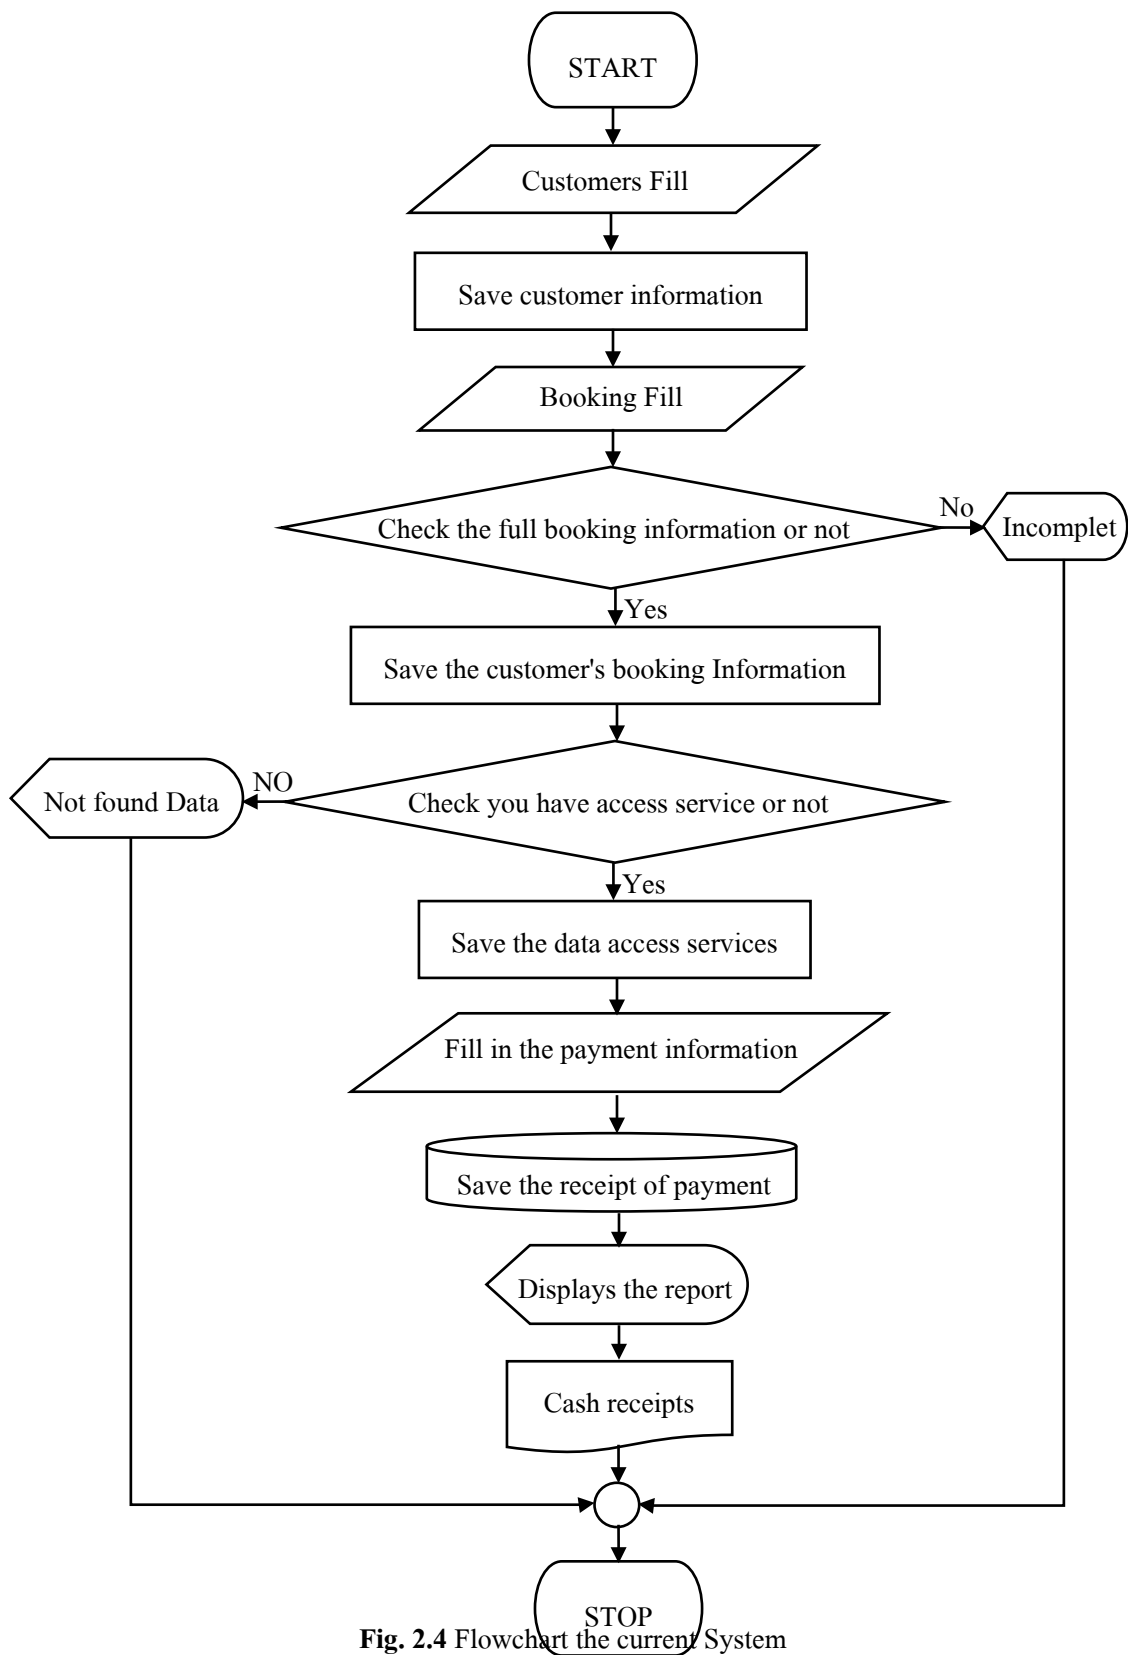 START
Customers Fill
Save customer information
Booking Fill
Check the full booking information or not
No
Incomplet
Yes
Save the customer's booking Information
Check you have access service or not
NO
Not found Data
Yes
Save the data access services
Fill in the payment information
Save the receipt of payment
Displays the report
Cash receipts
STOP
Fig. 2.4 Flowchart the current System